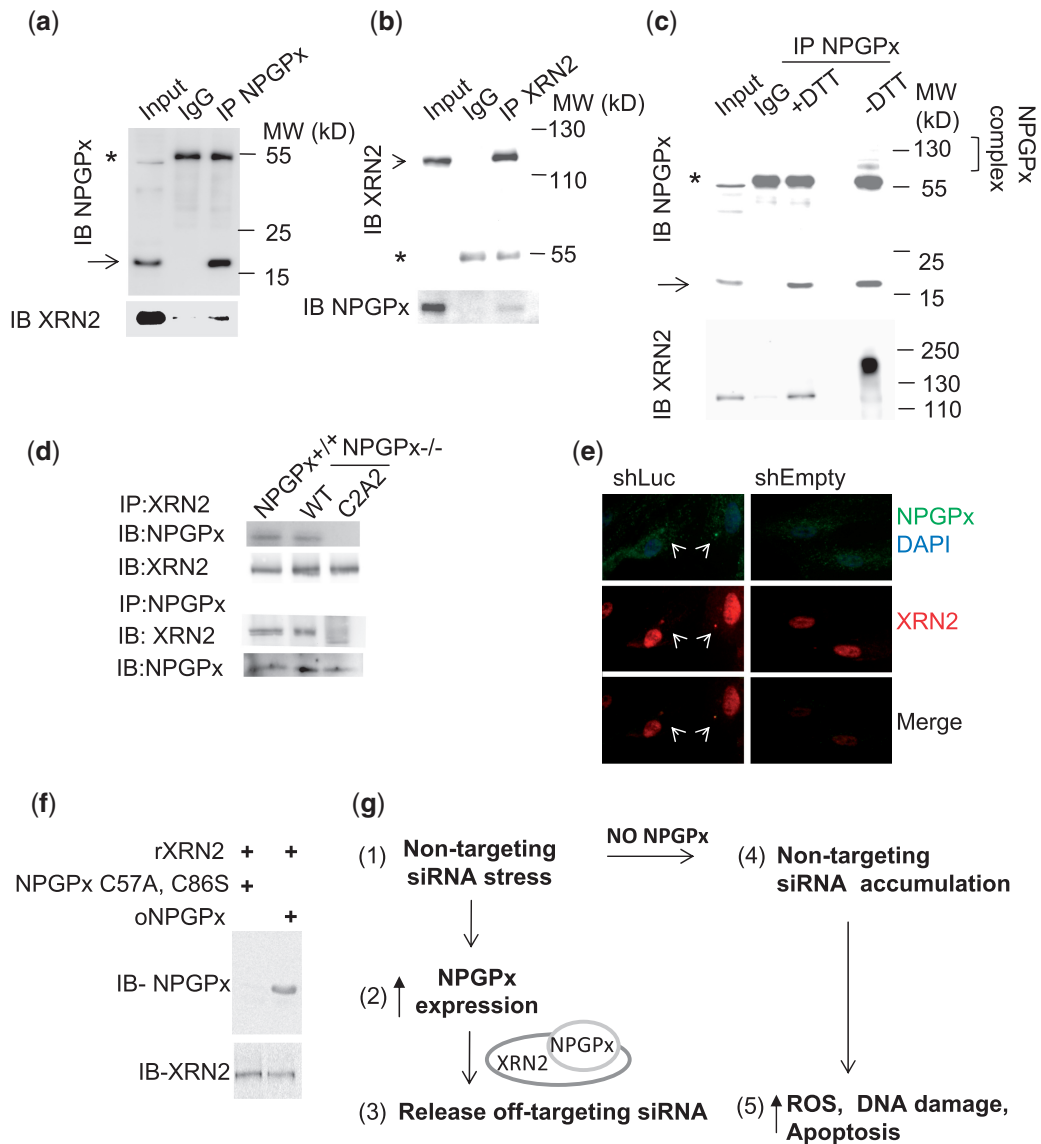 (a)
Input
IgG
IP NPGPx
MW (kD)
*
55
25
15
IB NPGPx
IB XRN2
(b)
Input
IgG
IP XRN2
MW (kD)
130
110
*
55
IB XRN2
IB NPGPx
(c)
IP NPGPx
Input
IgG
+DTT
-DTT
MW
(kD)
NPGPx
complex
130
*
55
25
15
IB NPGPx
250
130
110
IB XRN2
(d)
NPGPx+/+
NPGPx-/-
WT
C2A2
IP:XRN2
IB:NPGPx
IB:XRN2
IP:NPGPx
IB: XRN2
IB:NPGPx
(e)
shLuc
shEmpty
NPGPx
DAPI
XRN2
Merge
(f)
rXRN2 + +
NPGPx C57A, C86S +
oNPGPx +
IB- NPGPx
IB-XRN2
(g)
(1) Non-targeting
siRNA stress
NO NPGPx
(4) Non-targeting
siRNA accumulation
(2) NPGPx
expression
XRN2
NPGPx
(3) Release off-targeting siRNA
(5) ROS, DNA damage,
Apoptosis